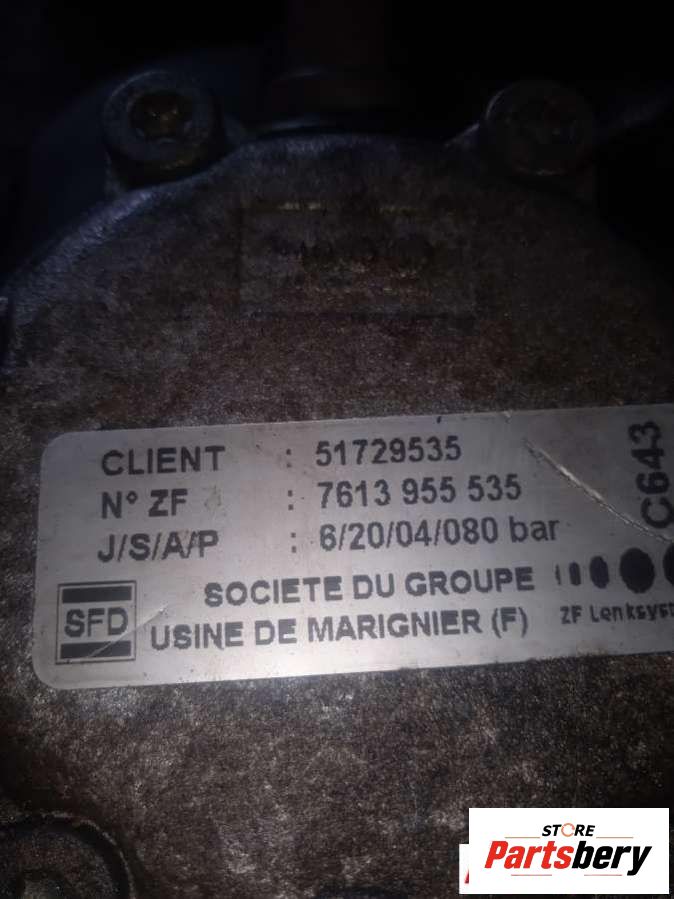 CLIENT : 51729535
N° ZF : 7613 955 535
J/S/A/P : 6/20/04/080 bar
C643
SOCIETE DU GROUPE
SFD
USINE DE MARIGNIER (F)
ZF Lenksyst
STORE
Partsbery